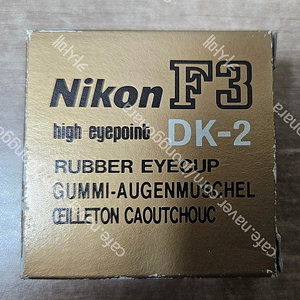 Nikon F3
high eyepoint DK-2
RUBBER EYECUP
GUMMI-AUGENMUSCHEL
ŒILLETON CAOUTCHOUC